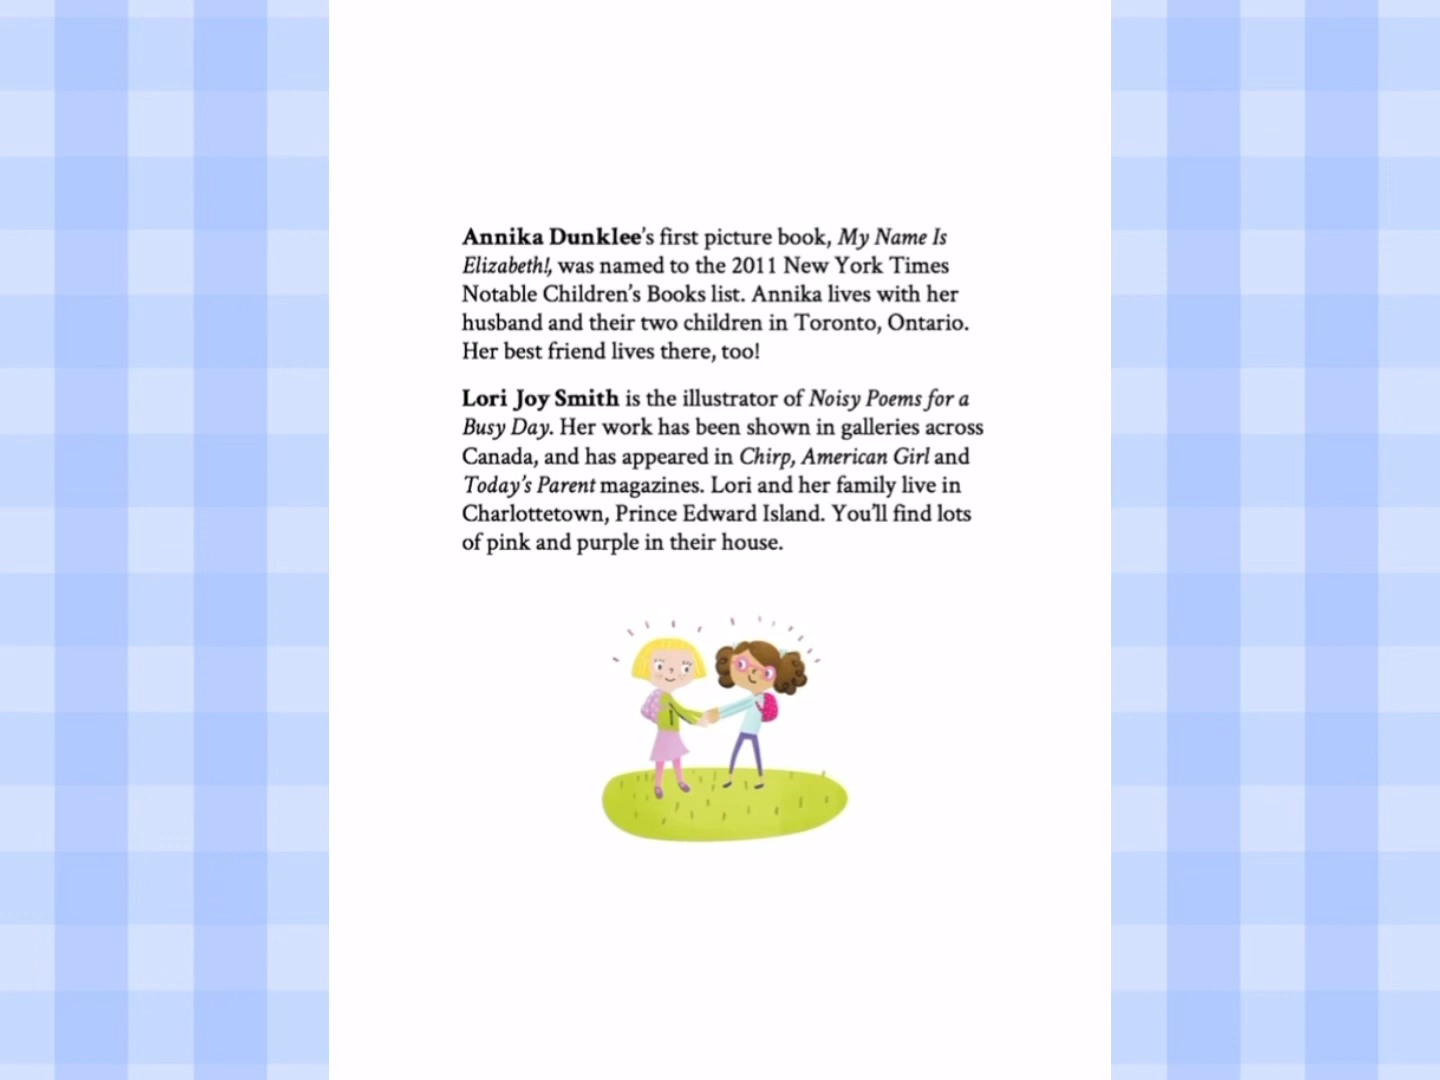 Annika Dunklee's first picture book, My Name Is
Elizabeth!, was named to the 2011 New York Times
Notable Children's Books list. Annika lives with her
husband and their two children in Toronto, Ontario.
Her best friend lives there, too!
Lori Joy Smith is the illustrator of Noisy Poems for a
Busy Day. Her work has been shown in galleries across
Canada, and has appeared in Chirp, American Girl and
Today's Parent magazines. Lori and her family live in
Charlottetown, Prince Edward Island. You'll find lots
of pink and purple in their house.